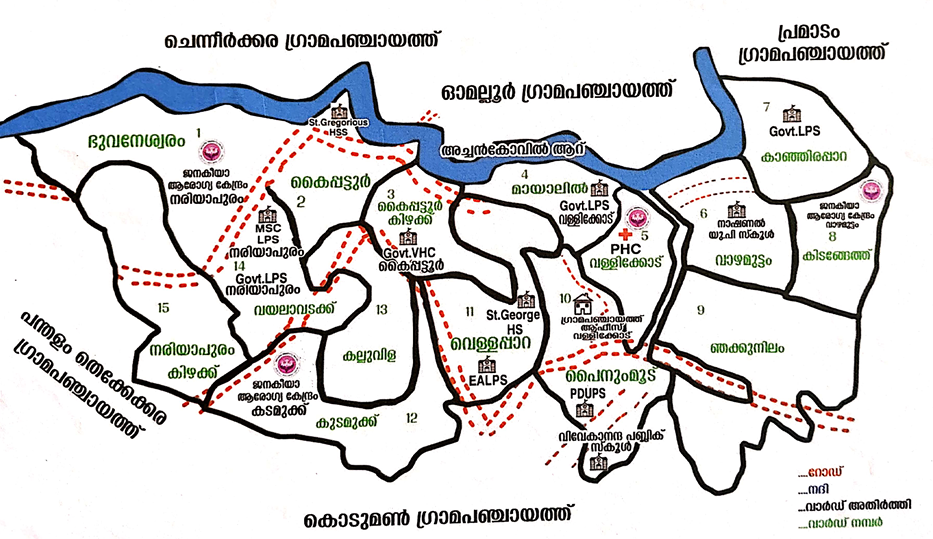 ചെന്നീർക്കര ഗ്രാമപഞ്ചായത്ത്
പ്രമാടം
ഗ്രാമപഞ്ചായത്ത്
ഓമല്ലൂർ ഗ്രാമപഞ്ചായത്ത്
അച്ചൻകോവിൽ ആറ്
St.Gregorious
HSS
1
ഭുവനേശ്വരം
ജനകീയാ
ആരോഗ്യ കേന്ദ്രം
നരിയാപുരം
കൈപ്പട്ടൂർ
2
MSC
LPS
നരിയാപുരം
14
Govt.LPS
നരിയാപുരം
വയലാവടക്ക്
3
കൈപ്പട്ടൂർ
കിഴക്ക്
Govt.VHC
കൈപ്പട്ടൂർ
4
മായാലിൽ
Govt.LPS
വള്ളിക്കോട്
5
PHC
വള്ളിക്കോട്
6
നാഷണൽ
യു.പി സ്കൂൾ
വാഴമുട്ടം
7
Govt.LPS
കാഞ്ഞിരപ്പാറ
ജനകീയാ
ആരോഗ്യ കേന്ദ്രം
വാഴമുട്ടം
8
കിടങ്ങേത്ത്
9
ഞക്കുനിലം
10
ഗ്രാമപഞ്ചായത്ത്
ആഫീസ്
വള്ളിക്കോട്
11
St.George
HS
വെള്ളപ്പാറ
EALPS
പൈനുംമൂട്
PDUPS
വിവേകാനന്ദ പബ്ലിക്
സ്കൂൾ
13
കല്ലുവിള
15
നരിയാപുരം
കിഴക്ക്
ജനകീയാ
ആരോഗ്യ കേന്ദ്രം
കടമുക്ക്
കുടമുക്ക്
12
പന്തളം തെക്കേക്കര
ഗ്രാമപഞ്ചായത്ത്
കൊടുമൺ ഗ്രാമപഞ്ചായത്ത്
....റോഡ്
....നദി
....വാർഡ് അതിർത്തി
....വാർഡ് നമ്പർ